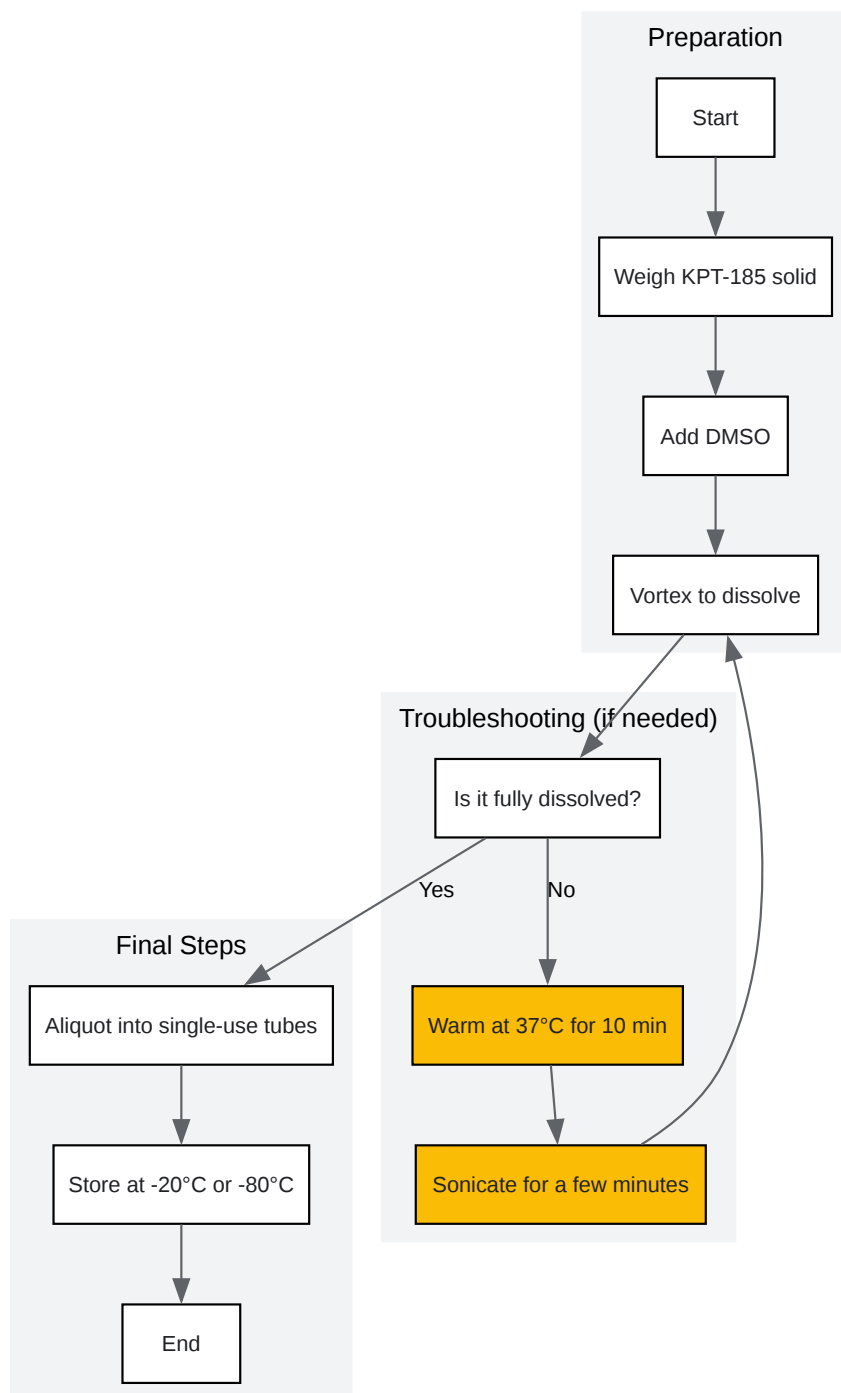 Preparation
Start
Weigh KPT-185 solid
Add DMSO
Vortex to dissolve
Troubleshooting (if needed)
Is it fully dissolved?
Yes
No
Final Steps
Aliquot into single-use tubes
Warm at 37°C for 10 min
Store at -20°C or -80°C
Sonicate for a few minutes
End